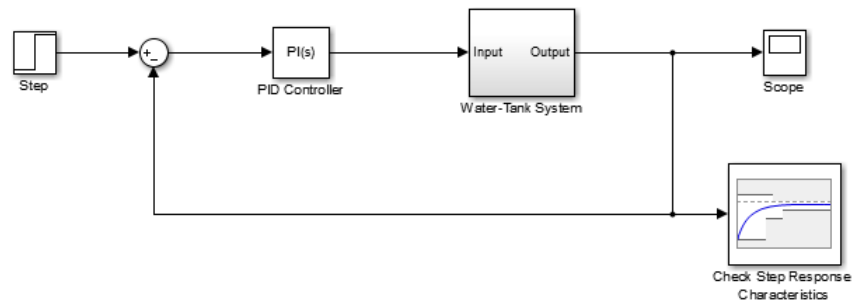 Step
+
−
PI(s)
PID Controller
Input
Output
Water-Tank System
Scope
Check Step Response
Characteristics